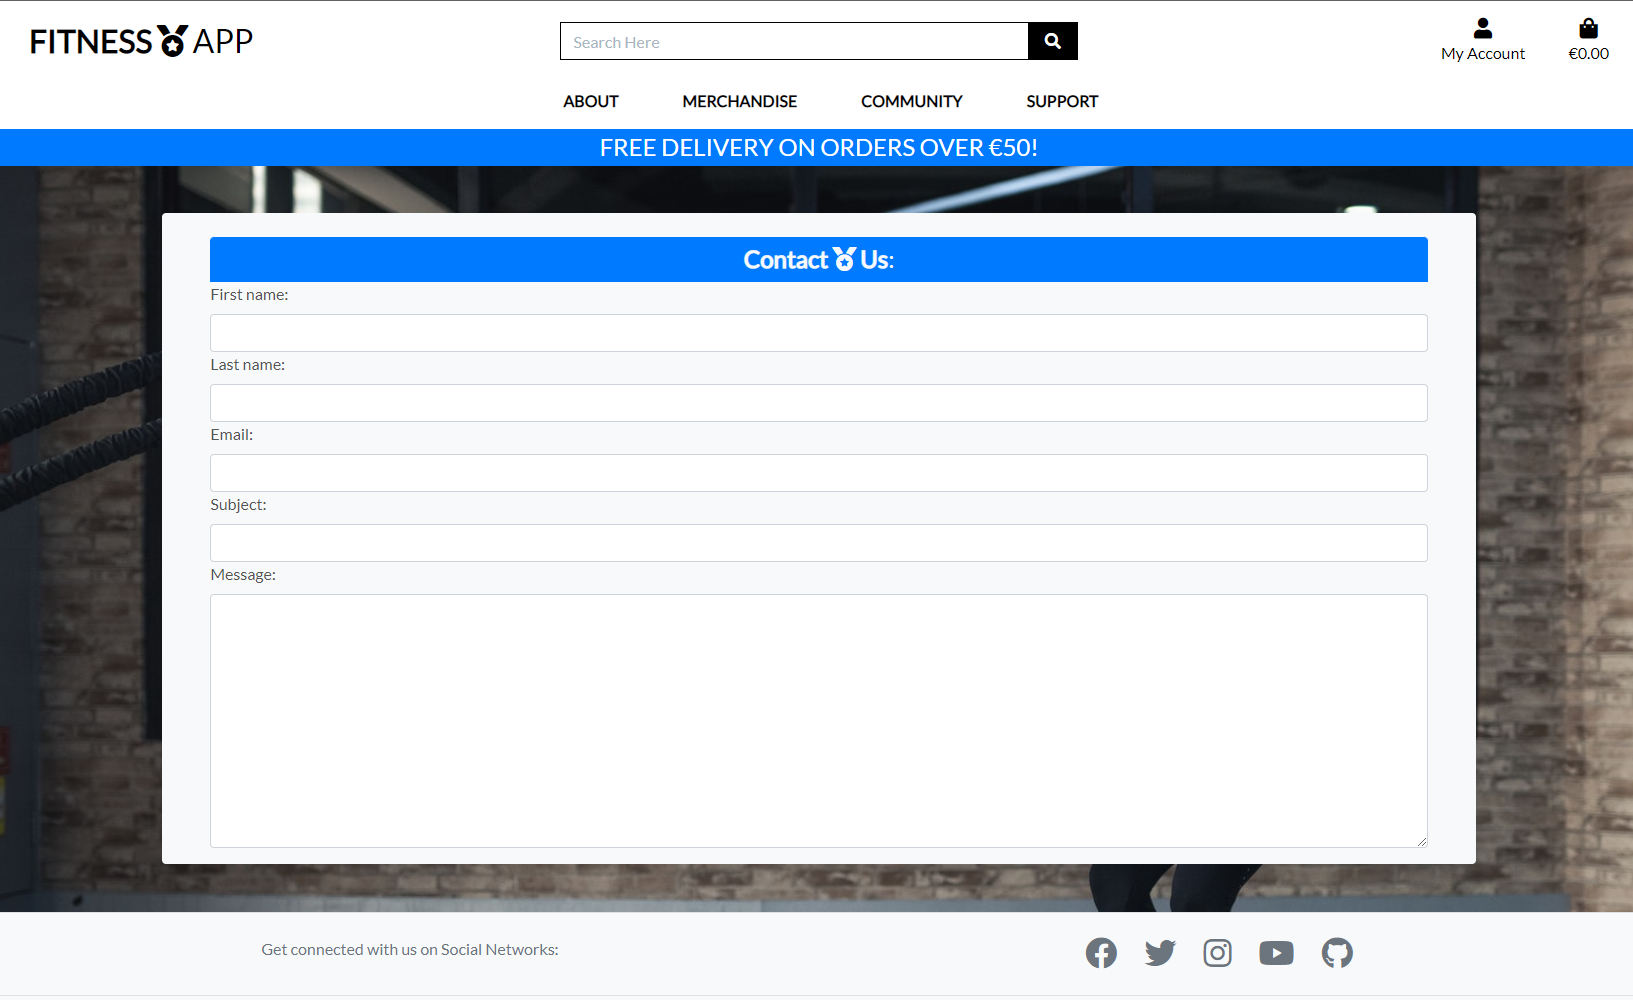 FITNESS APP
Search Here
My Account
€0.00
ABOUT MERCHANDISE COMMUNITY SUPPORT
FREE DELIVERY ON ORDERS OVER €50!
Contact Us:
First name:
Last name:
Email:
Subject:
Message:
Get connected with us on Social Networks: